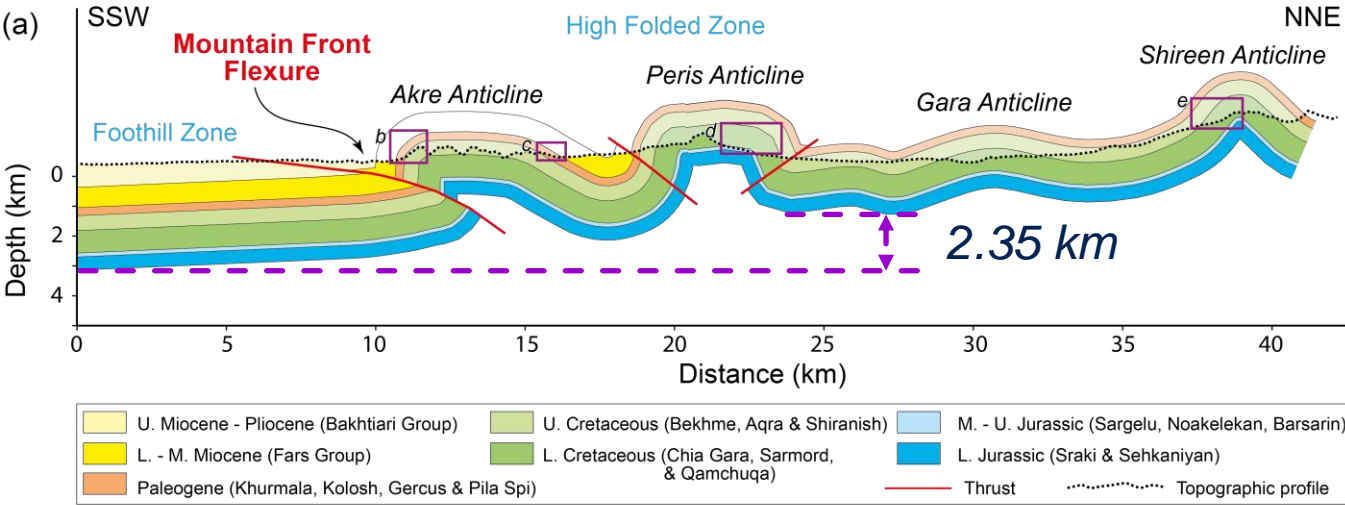 (a)
SSW
NNE
High Folded Zone
Mountain Front
Flexure
Shireen Anticline
Peris Anticline
Akre Anticline
Gara Anticline
Foothill Zone
b
c
d
e
2.35 km
Depth (km)
0
2
4
0 5 10 15 20 25 30 35 40
Distance (km)
U. Miocene - Pliocene (Bakhtiari Group)
L. - M. Miocene (Fars Group)
Paleogene (Khurmala, Kolosh, Gercus & Pila Spi)
U. Cretaceous (Bekhme, Aqra & Shiranish)
L. Cretaceous (Chia Gara, Sarmord,
& Qamchuqa)
M. - U. Jurassic (Sargelu, Noakelekan, Barsarin)
L. Jurassic (Sraki & Sehkaniyan)
Thrust
Topographic profile